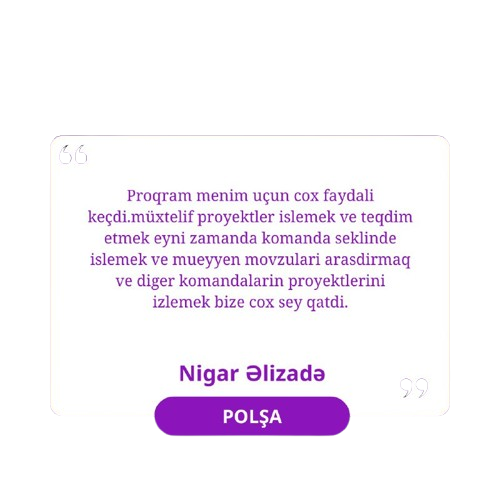 Proqram menim uçun cox faydali
keçdi.müxtelif proyektler islemek ve teqdim
etmek eyni zamanda komanda seklinde
islemek ve mueyyen movzulari arasdirmaq
ve diger komandalarin proyektlerini
izlemek bize cox sey qatdi.
Nigar Əlizadə
POLŞA